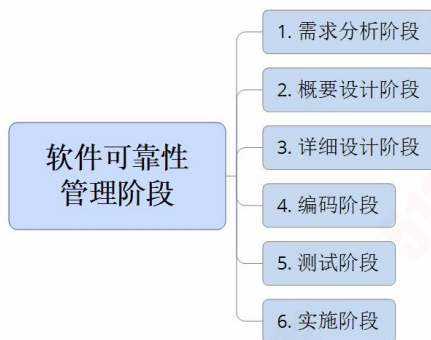 软件可靠性
管理阶段
1. 需求分析阶段
2. 概要设计阶段
3. 详细设计阶段
4. 编码阶段
5. 测试阶段
6. 实施阶段